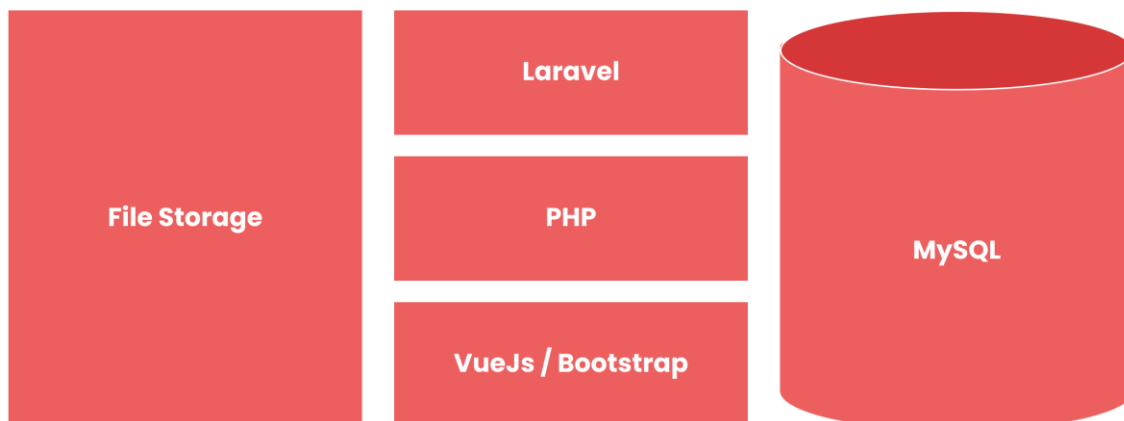 File Storage
Laravel
PHP
VueJs / Bootstrap
MySQL